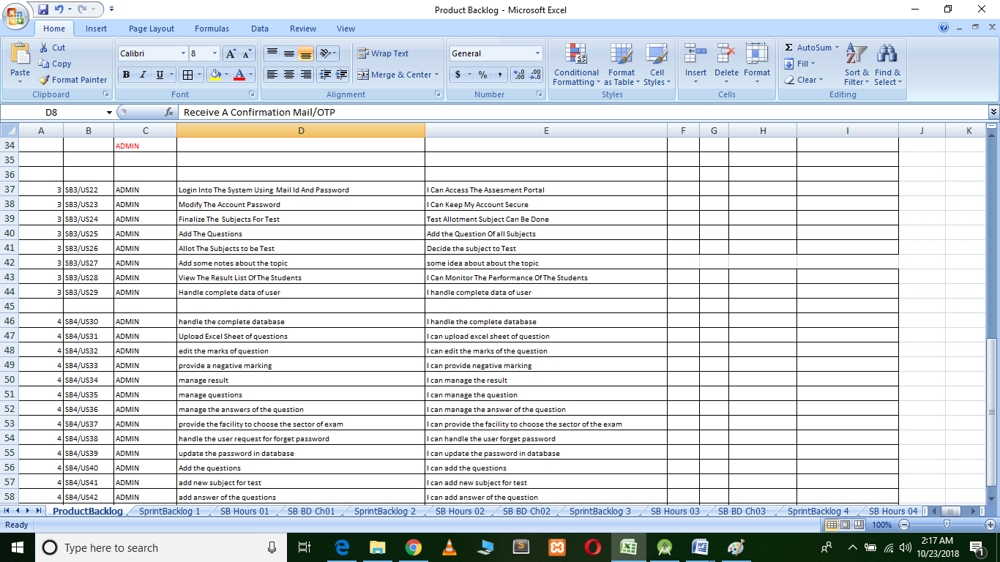 Product Backlog - Microsoft Excel
Home Insert Page Layout Formulas Data Review View
Paste
Cut
Copy
Format Painter
Clipboard
Calibri 8
B I U
Font
Wrap Text
Merge & Center
Alignment
General
$ % ,
Number
Conditional Formatting
Format as Table
Cell Styles
Styles
Insert Delete Format
Cells
Σ AutoSum
Fill
Clear
Sort & Filter
Find & Select
Editing
D8 fx Receive A Confirmation Mail/OTP
A B C D E F G H I J K
34 ADMIN
35
36
37 3 SB3/US22 ADMIN Login Into The System Using Mail Id And Password I Can Access The Assesment Portal
38 3 SB3/US23 ADMIN Modify The Account Password I Can Keep My Account Secure
39 3 SB3/US24 ADMIN Finalize The Subjects For Test Test Allotment Subject Can Be Done
40 3 SB3/US25 ADMIN Add The Questions Add the Question Of all Subjects
41 3 SB3/US26 ADMIN Allot The Subjects to be Test Decide the subject to Test
42 3 SB3/US27 ADMIN Add some notes about the topic some idea about about the topic
43 3 SB3/US28 ADMIN View The Result List Of The Students I Can Monitor The Performance Of The Students
44 3 SB3/US29 ADMIN Handle complete data of user I handle complete data of user
45
46 4 SB4/US30 ADMIN handle the complete database I handle the complete database
47 4 SB4/US31 ADMIN Upload Excel Sheet of questions I can upload excel sheet of question
48 4 SB4/US32 ADMIN edit the marks of question I can edit the marks of the question
49 4 SB4/US33 ADMIN provide a negative marking I can provide negative marking
50 4 SB4/US34 ADMIN manage result I can manage the result
51 4 SB4/US35 ADMIN manage questions I can manage the question
52 4 SB4/US36 ADMIN manage the answers of the question I can manage the answer of the question
53 4 SB4/US37 ADMIN provide the facility to choose the sector of exam I can provide the facility to choose the sector of the exam
54 4 SB4/US38 ADMIN handle the user request for forget password I can handle the user forget password
55 4 SB4/US39 ADMIN update the password in database I can update the password in database
56 4 SB4/US40 ADMIN Add the questions I can add the questions
57 4 SB4/US41 ADMIN add new subject for test I can add new subject for test
58 4 SB4/US42 ADMIN add answer of the questions I can add answer of the question
ProductBacklog SprintBacklog 1 SB Hours 01 SB BD Ch01 SprintBacklog 2 SB Hours 02 SB BD Ch02 SprintBacklog 3 SB Hours 03 SB BD Ch03 SprintBacklog 4 SB Hours 04
Ready 100%
Type here to search
2:17 AM
10/23/2018
1